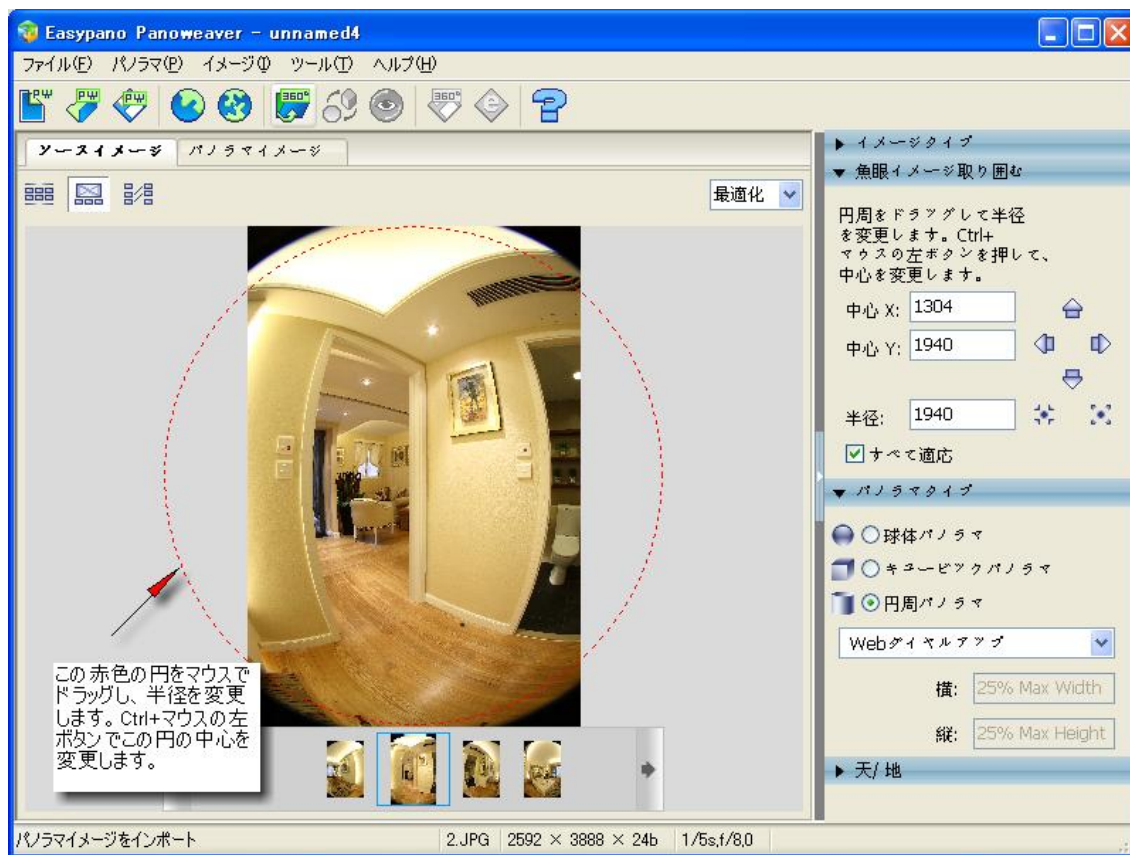 Easypano Panoweaver - unnamed4
ファイル(F) パノラマ(P) イメージ(I) ツール(T) ヘルプ(H)
PW PW PW 360° 360° e
ソースイメージ パノラマイメージ
最適化
この赤色の円をマウスで
ドラッグし、半径を変更
します。Ctrl+マウスの左
ボタンでこの円の中心を
変更します。
イメージタイプ
魚眼イメージ取り囲む
円周をドラッグして半径
を変更します。Ctrl+
マウスの左ボタンを押して、
中心を変更します。
中心 X: 1304
中心 Y: 1940
半径: 1940
すべて適応
パノラマタイプ
球体パノラマ
キュービックパノラマ
円周パノラマ
Webダイヤルアップ
横: 25% Max Width
縦: 25% Max Height
天/地
パノラマイメージをインポート 2.JPG 2592 × 3888 × 24b 1/5s,f/8,0